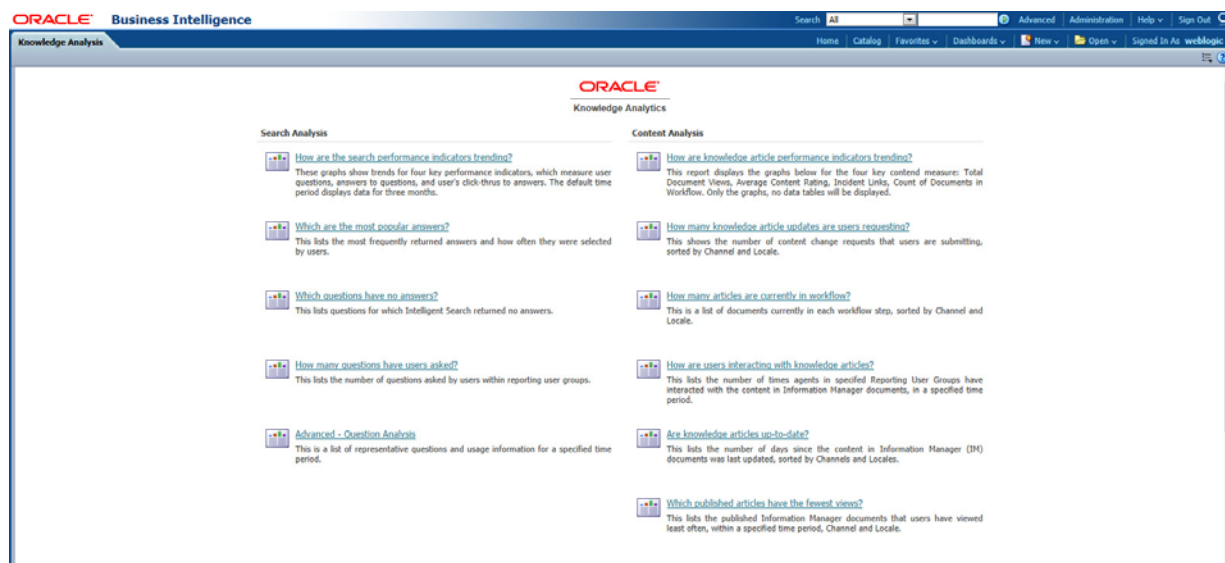 ORACLE Business Intelligence
Search All Advanced Administration Help Sign Out
Knowledge Analysis
Home Catalog Favorites Dashboards New Open Signed In As weblogic
ORACLE
Knowledge Analytics
Search Analysis
How are the search performance indicators trending?
These graphs show trends for four key performance indicators, which measure user
questions, answers to questions, and user's click-thrus to answers. The default time
period displays data for three months.
Which are the most popular answers?
This lists the most frequently returned answers and how often they were selected
by users.
Which questions have no answers?
This lists questions for which Intelligent Search returned no answers.
How many questions have users asked?
This lists the number of questions asked by users within reporting user groups.
Advanced - Question Analysis
This is a list of representative questions and usage information for a specified time
period.
Content Analysis
How are knowledge article performance indicators trending?
This report displays the graphs below for the four key contend measure: Total
Document Views, Average Content Rating, Incident Links, Count of Documents in
Workflow. Only the graphs, no data tables will be displayed.
How many knowledge article updates are users requesting?
This shows the number of content change requests that users are submitting,
sorted by Channel and Locale.
How many articles are currently in workflow?
This is a list of documents currently in each workflow step, sorted by Channel and
Locale.
How are users interacting with knowledge articles?
This lists the number of times agents in specifed Reporting User Groups have
interacted with the content in Information Manager documents, in a specified time
period.
Are knowledge articles up-to-date?
This lists the number of days since the content in Information Manager (IM)
documents was last updated, sorted by Channels and Locales.
Which published articles have the fewest views?
This lists the published Information Manager documents that users have viewed
least often, within a specified time period, Channel and Locale.